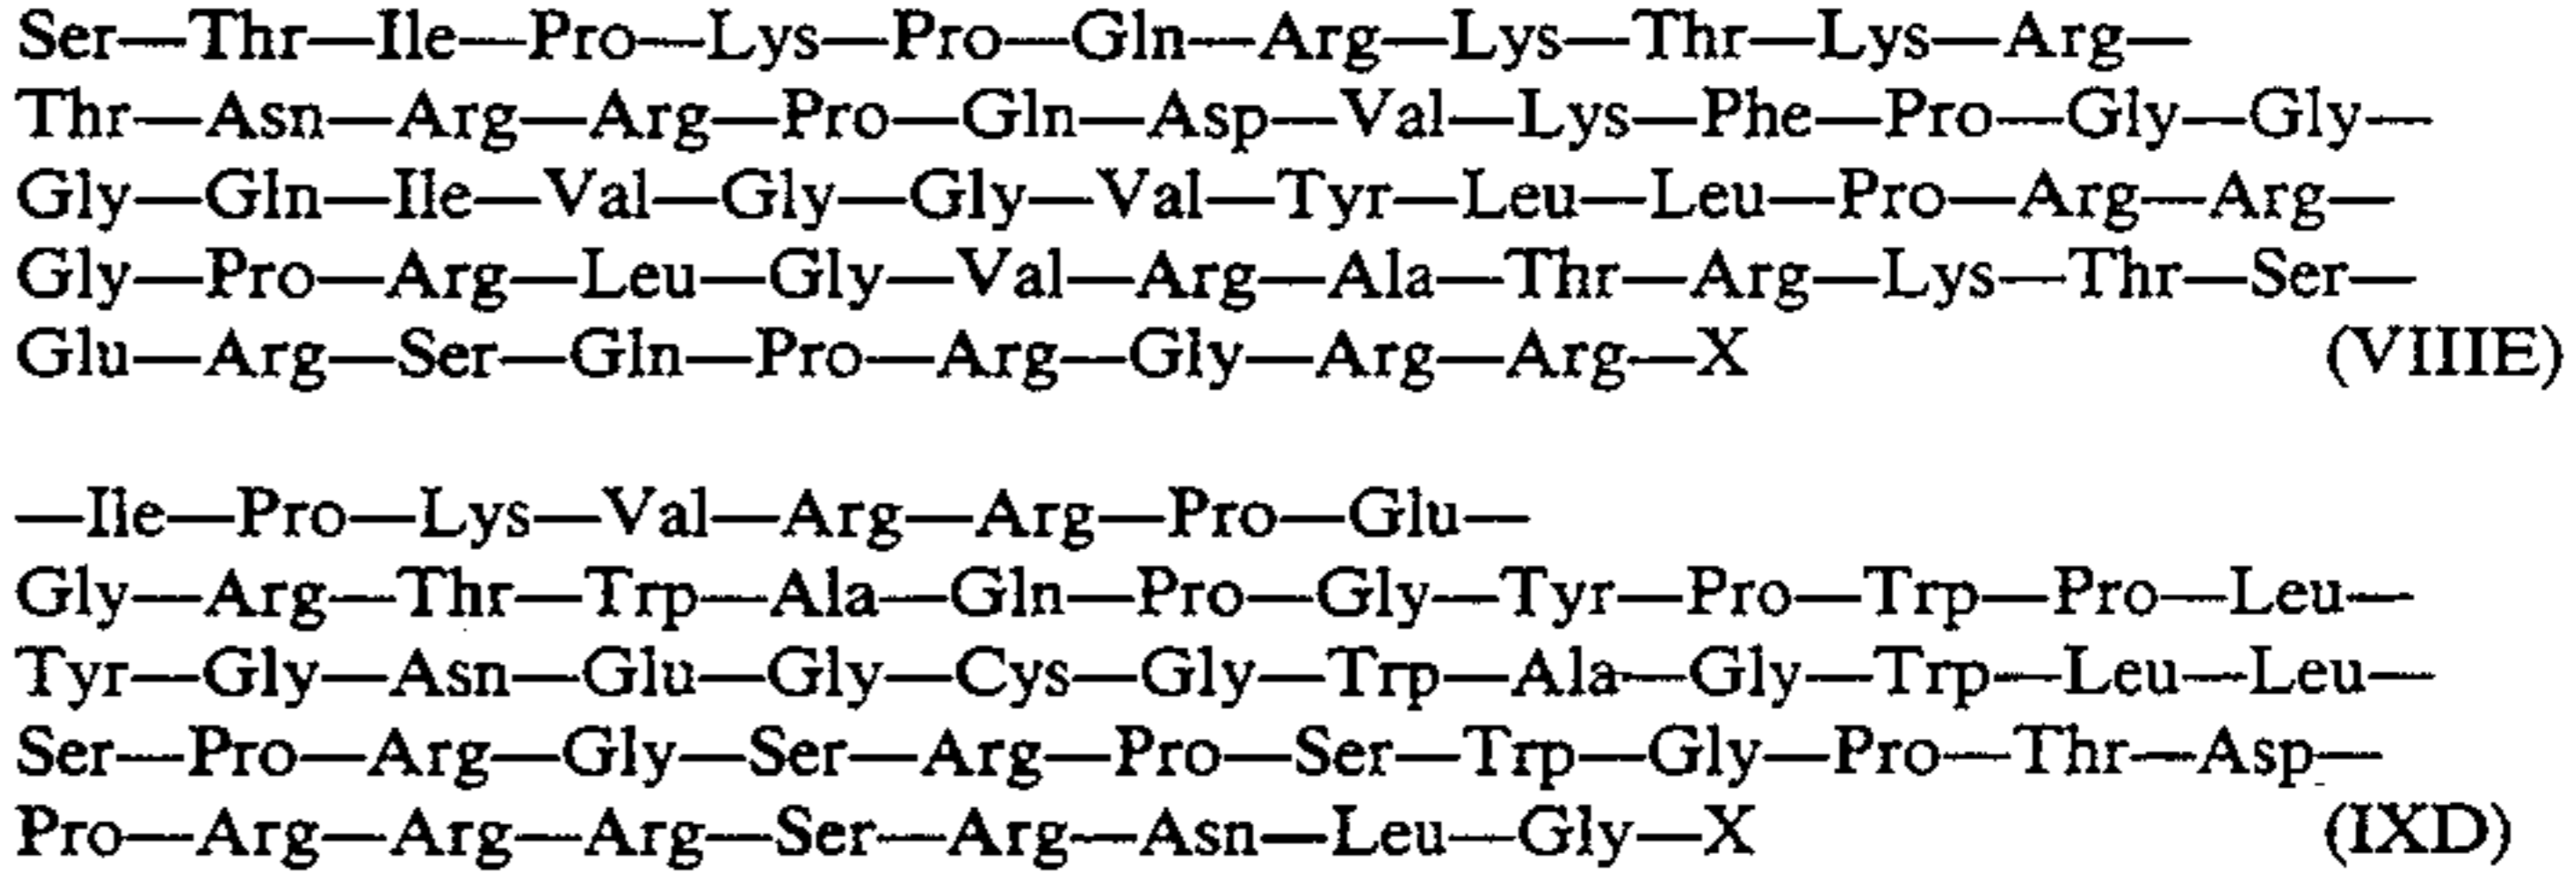 Ser—Thr—Ile—Pro—Lys—Pro—Gln—Arg—Lys—Thr—Lys—Arg—
Thr—Asn—Arg—Arg—Pro—Gln—Asp—Val—Lys—Phe—Pro—Gly—Gly—
Gly—Gln—Ile—Val—Gly—Gly—Val—Tyr—Leu—Leu—Pro—Arg—Arg—
Gly—Pro—Arg—Leu—Gly—Val—Arg—Ala—Thr—Arg—Lys—Thr—Ser—
Glu—Arg—Ser—Gln—Pro—Arg—Gly—Arg—Arg—X (VIIIE)
—Ile—Pro—Lys—Val—Arg—Arg—Pro—Glu—
Gly—Arg—Thr—Trp—Ala—Gln—Pro—Gly—Tyr—Pro—Trp—Pro—Leu—
Tyr—Gly—Asn—Glu—Gly—Cys—Gly—Trp—Ala—Gly—Trp—Leu—Leu—
Ser—Pro—Arg—Gly—Ser—Arg—Pro—Ser—Trp—Gly—Pro—Thr—Asp—
Pro—Arg—Arg—Arg—Ser—Arg—Asn—Leu—Gly—X (IXD)